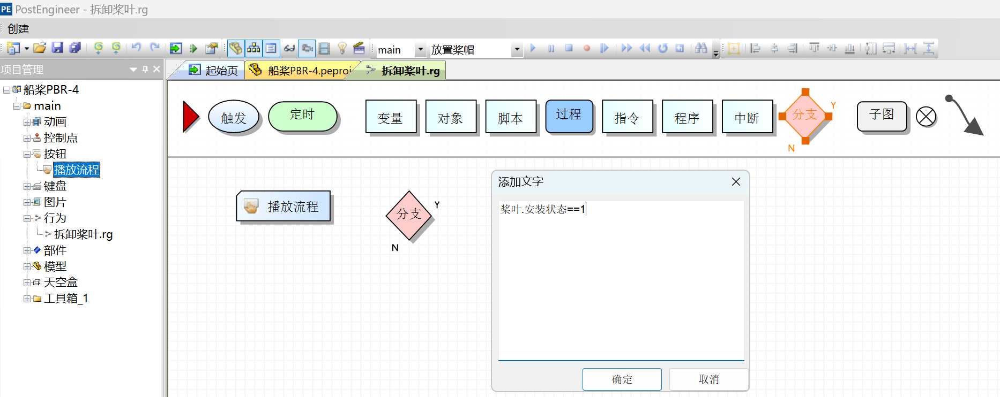 PE PostEngineer - 拆卸桨叶.rg
创建
main 放置桨帽
项目管理
起始页 船桨PBR-4.peproj 拆卸桨叶.rg
船桨PBR-4
main
动画
控制点
按钮
播放流程
键盘
图片
行为
拆卸桨叶.rg
部件
模型
天空盒
工具箱_1
触发 定时 变量 对象 脚本 过程 指令 程序 中断 分支 Y 子图
N
播放流程 分支 Y
N
添加文字
桨叶.安装状态==1
确定 取消